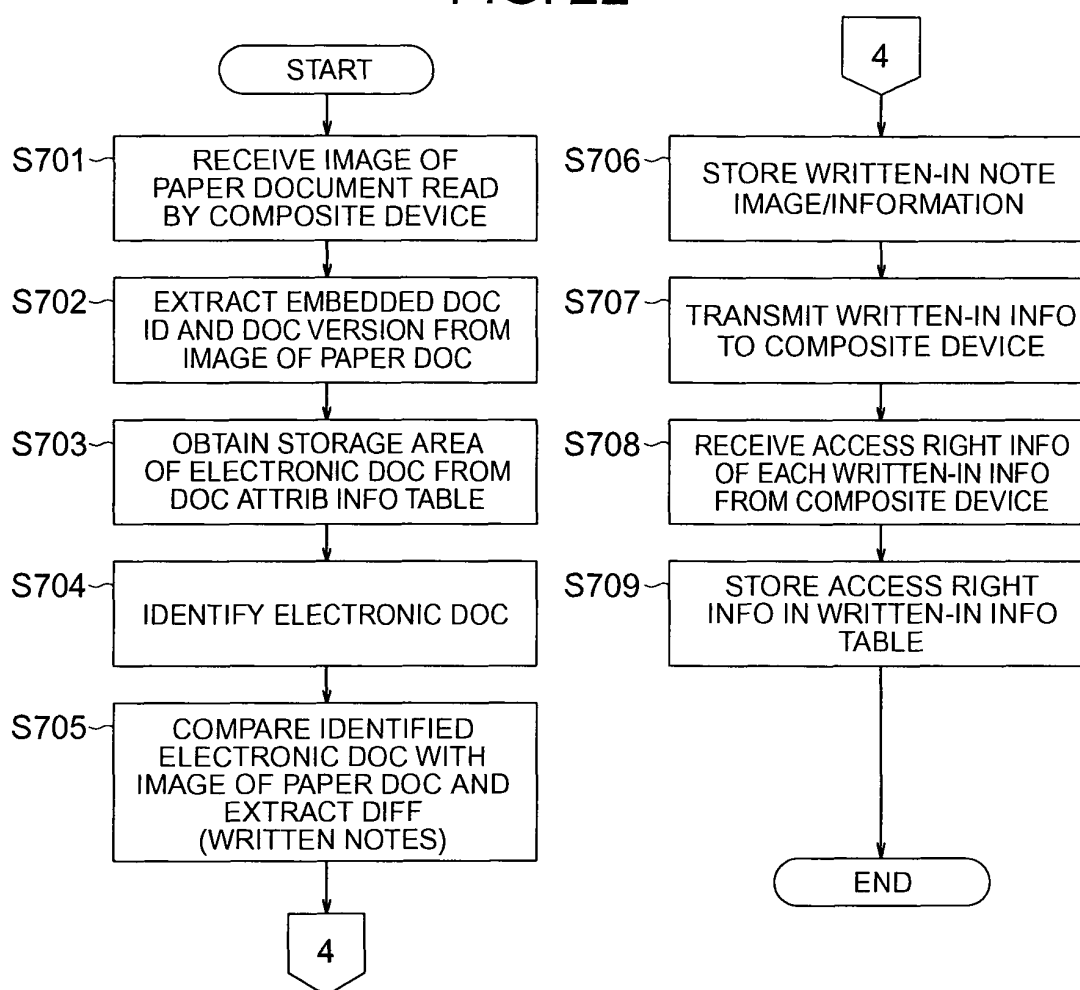 START
S701
RECEIVE IMAGE OF
PAPER DOCUMENT READ
BY COMPOSITE DEVICE
S702
EXTRACT EMBEDDED DOC
ID AND DOC VERSION FROM
IMAGE OF PAPER DOC
S703
OBTAIN STORAGE AREA
OF ELECTRONIC DOC FROM
DOC ATTRIB INFO TABLE
S704
IDENTIFY ELECTRONIC DOC
S705
COMPARE IDENTIFIED
ELECTRONIC DOC WITH
IMAGE OF PAPER DOC AND
EXTRACT DIFF
(WRITTEN NOTES)
4
4
S706
STORE WRITTEN-IN NOTE
IMAGE/INFORMATION
S707
TRANSMIT WRITTEN-IN INFO
TO COMPOSITE DEVICE
S708
RECEIVE ACCESS RIGHT INFO
OF EACH WRITTEN-IN INFO
FROM COMPOSITE DEVICE
S709
STORE ACCESS RIGHT
INFO IN WRITTEN-IN INFO
TABLE
END